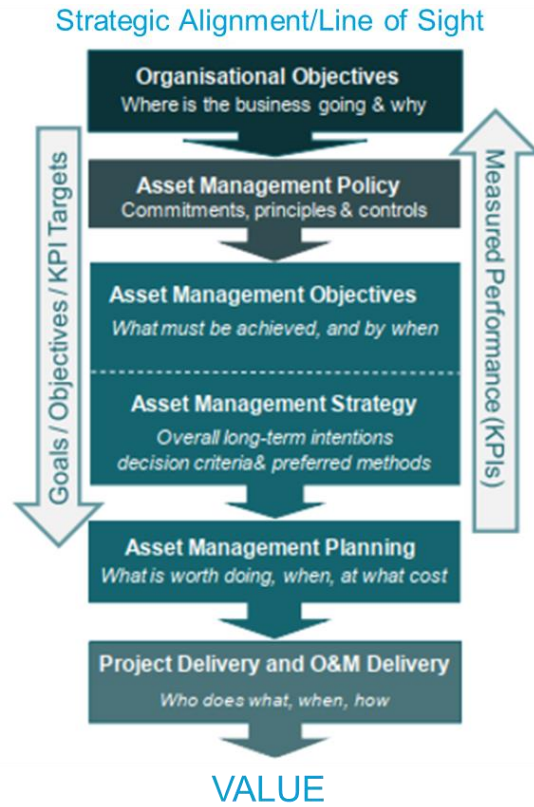 Strategic Alignment/Line of Sight
Organisational Objectives
Where is the business going & why
Asset Management Policy
Commitments, principles & controls
Asset Management Objectives
What must be achieved, and by when
Asset Management Strategy
Overall long-term intentions
decision criteria& preferred methods
Asset Management Planning
What is worth doing, when, at what cost
Project Delivery and O&M Delivery
Who does what, when, how
VALUE
Goals / Objectives / KPI Targets
Measured Performance (KPIs)